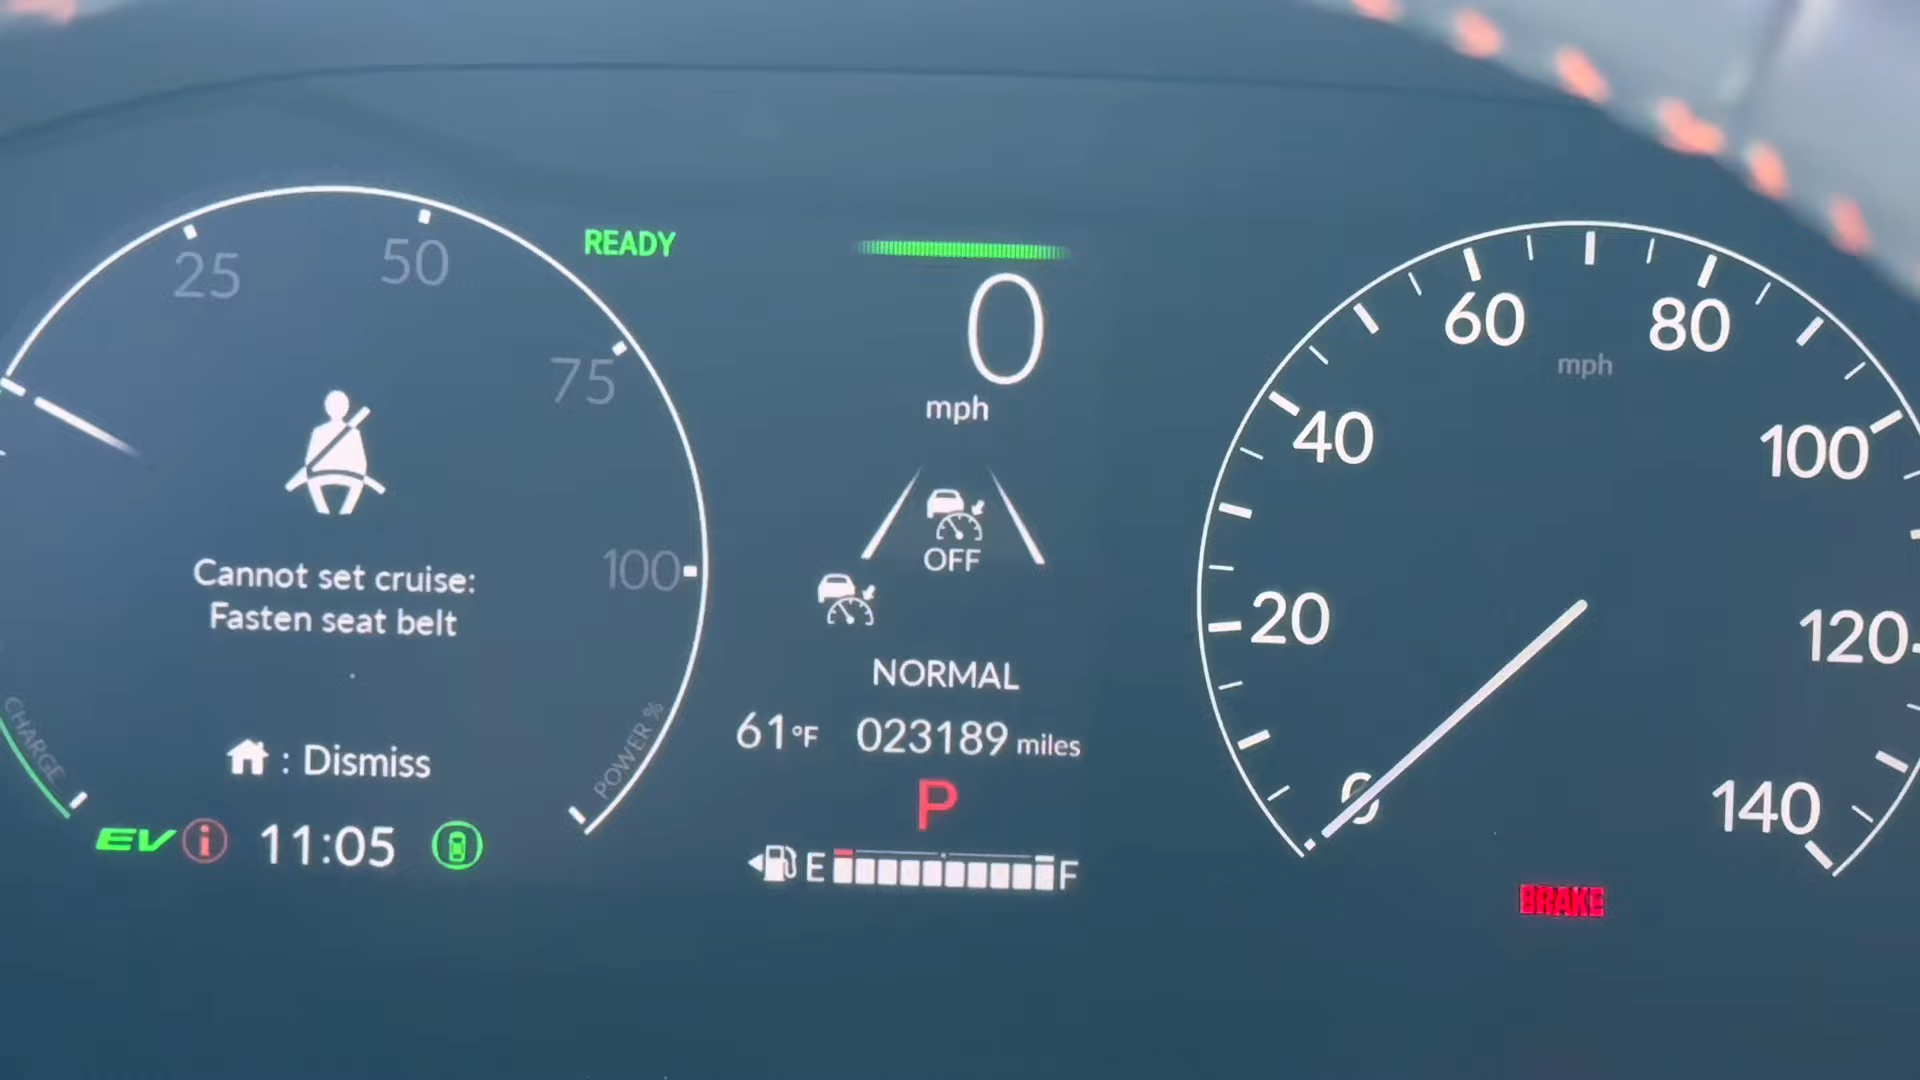 25
50
75
100
READY
Cannot set cruise:
Fasten seat belt
: Dismiss
CHARGE
POWER %
EV
i
11:05
0
mph
OFF
NORMAL
61°F
023189 miles
P
E
F
0
20
40
60
80
100
120
140
mph
BRAKE